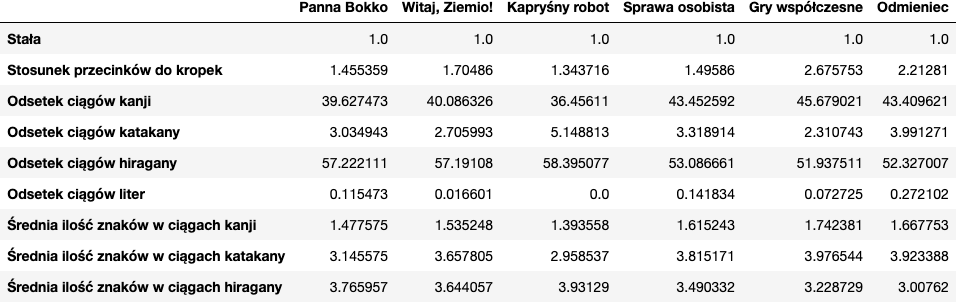 Panna Bokko Witaj, Ziemio! Kapryśny robot Sprawa osobista Gry współczesne Odmieniec
Stała 1.0 1.0 1.0 1.0 1.0 1.0
Stosunek przecinków do kropek 1.455359 1.70486 1.343716 1.49586 2.675753 2.21281
Odsetek ciągów kanji 39.627473 40.086326 36.45611 43.452592 45.679021 43.409621
Odsetek ciągów katakany 3.034943 2.705993 5.148813 3.318914 2.310743 3.991271
Odsetek ciągów hiragany 57.222111 57.19108 58.395077 53.086661 51.937511 52.327007
Odsetek ciągów liter 0.115473 0.016601 0.0 0.141834 0.072725 0.272102
Średnia ilość znaków w ciągach kanji 1.477575 1.535248 1.393558 1.615243 1.742381 1.667753
Średnia ilość znaków w ciągach katakany 3.145575 3.657805 2.958537 3.815171 3.976544 3.923388
Średnia ilość znaków w ciągach hiragany 3.765957 3.644057 3.93129 3.490332 3.228729 3.00762